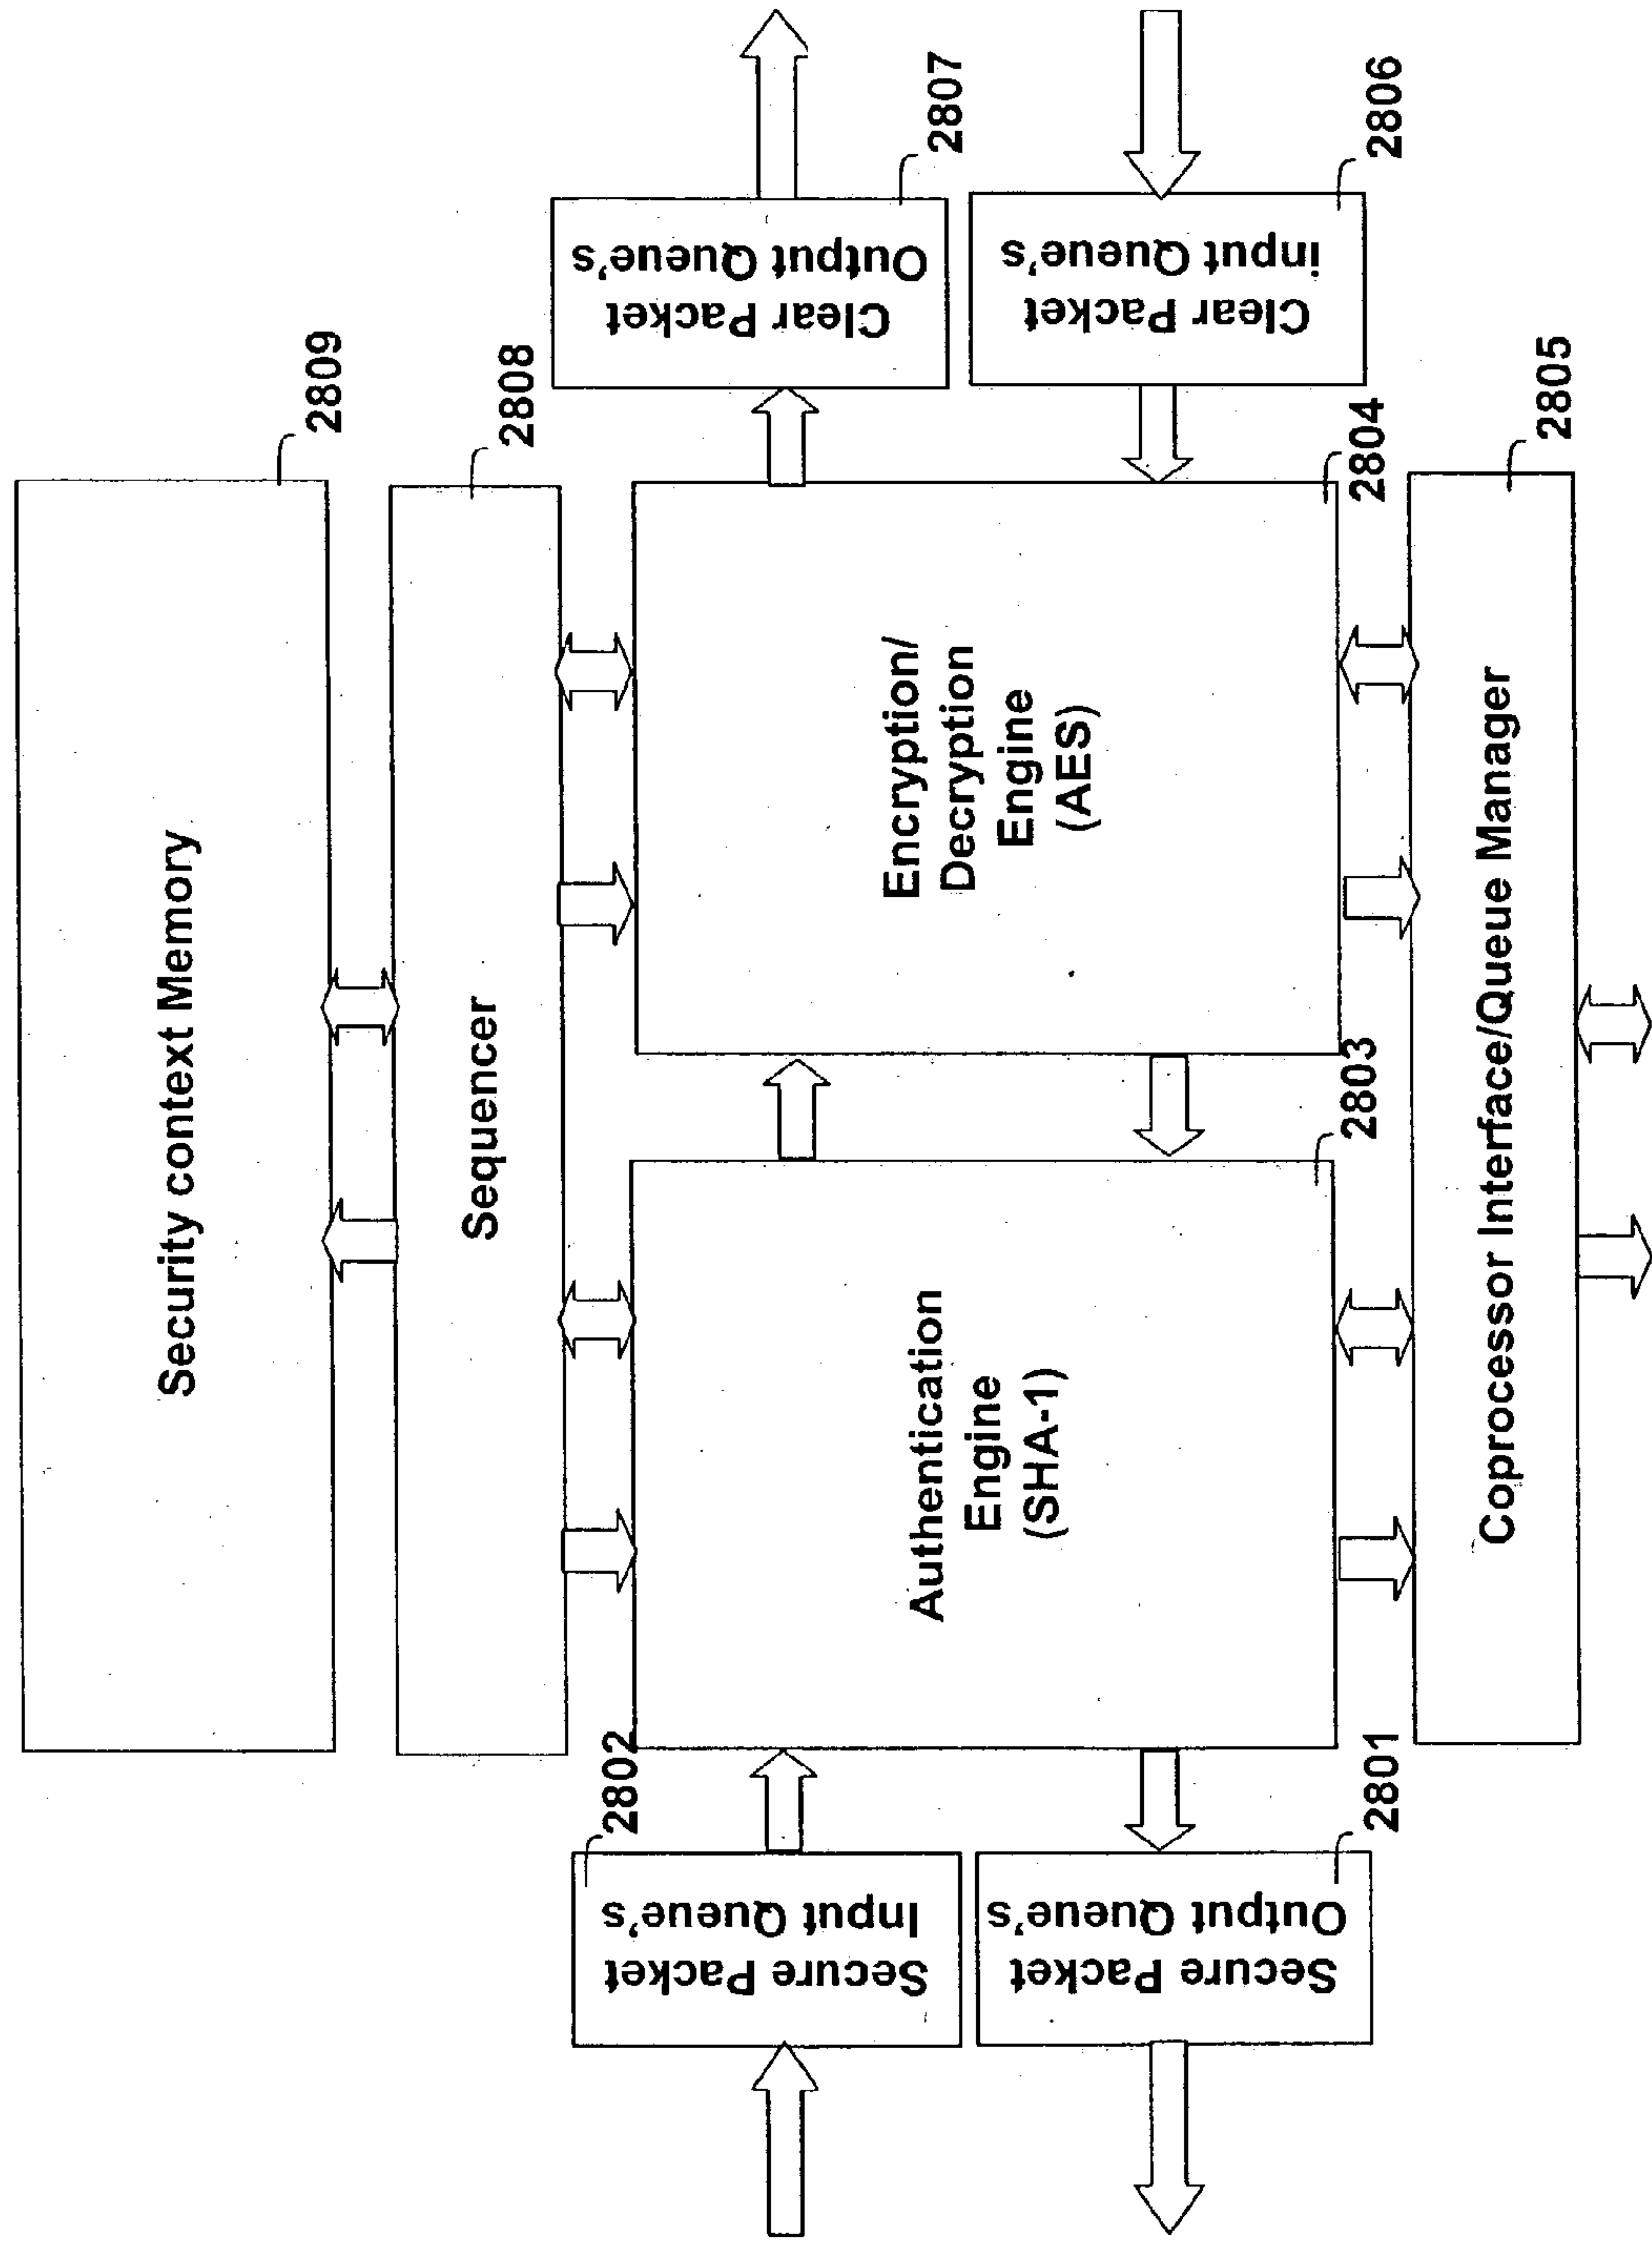 Security context Memory
2809
Sequencer
2808
Secure Packet
Input Queue's
2802
Authentication
Engine
(SHA-1)
2803
Encryption/
Decryption
Engine
(AES)
2804
Clear Packet
Output Queue's
2807
Secure Packet
Output Queue's
2801
Clear Packet
input Queue's
2806
Coprocessor Interface/Queue Manager
2805